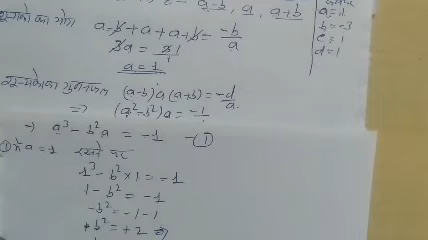 a-b, a, a+b
a=1
b=-3
c=1
d=1
का योग a-b+a+a+b = -b/a
3a = 3/1
a=1
गुणनफल (a-b)a(a+b) = -d/a
⇒ (a²-b²)a = -1/1
→ a³-b²a = -1 -①
① में a=1 रखने पर
1³-b²×1=-1
1-b²=-1
-b²=-1-1
+b²=+2